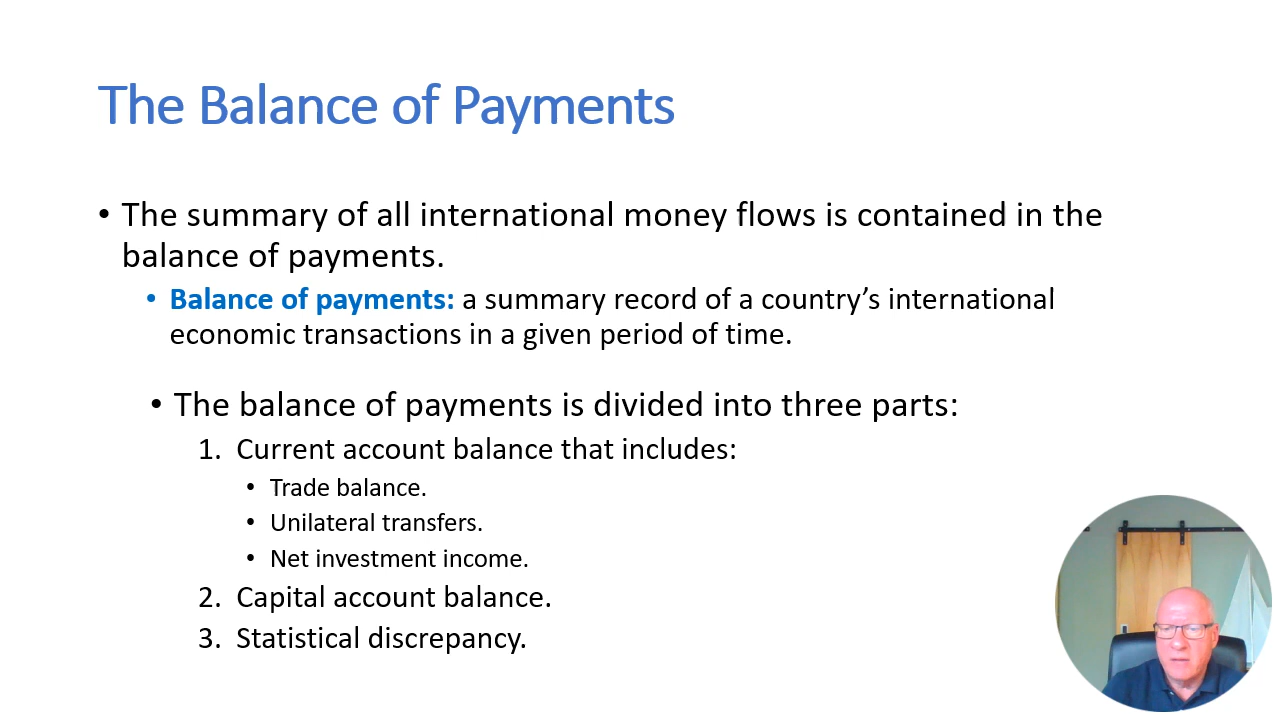 The Balance of Payments
• The summary of all international money flows is contained in the
balance of payments.
• Balance of payments: a summary record of a country’s international
economic transactions in a given period of time.
• The balance of payments is divided into three parts:
1. Current account balance that includes:
• Trade balance.
• Unilateral transfers.
• Net investment income.
2. Capital account balance.
3. Statistical discrepancy.